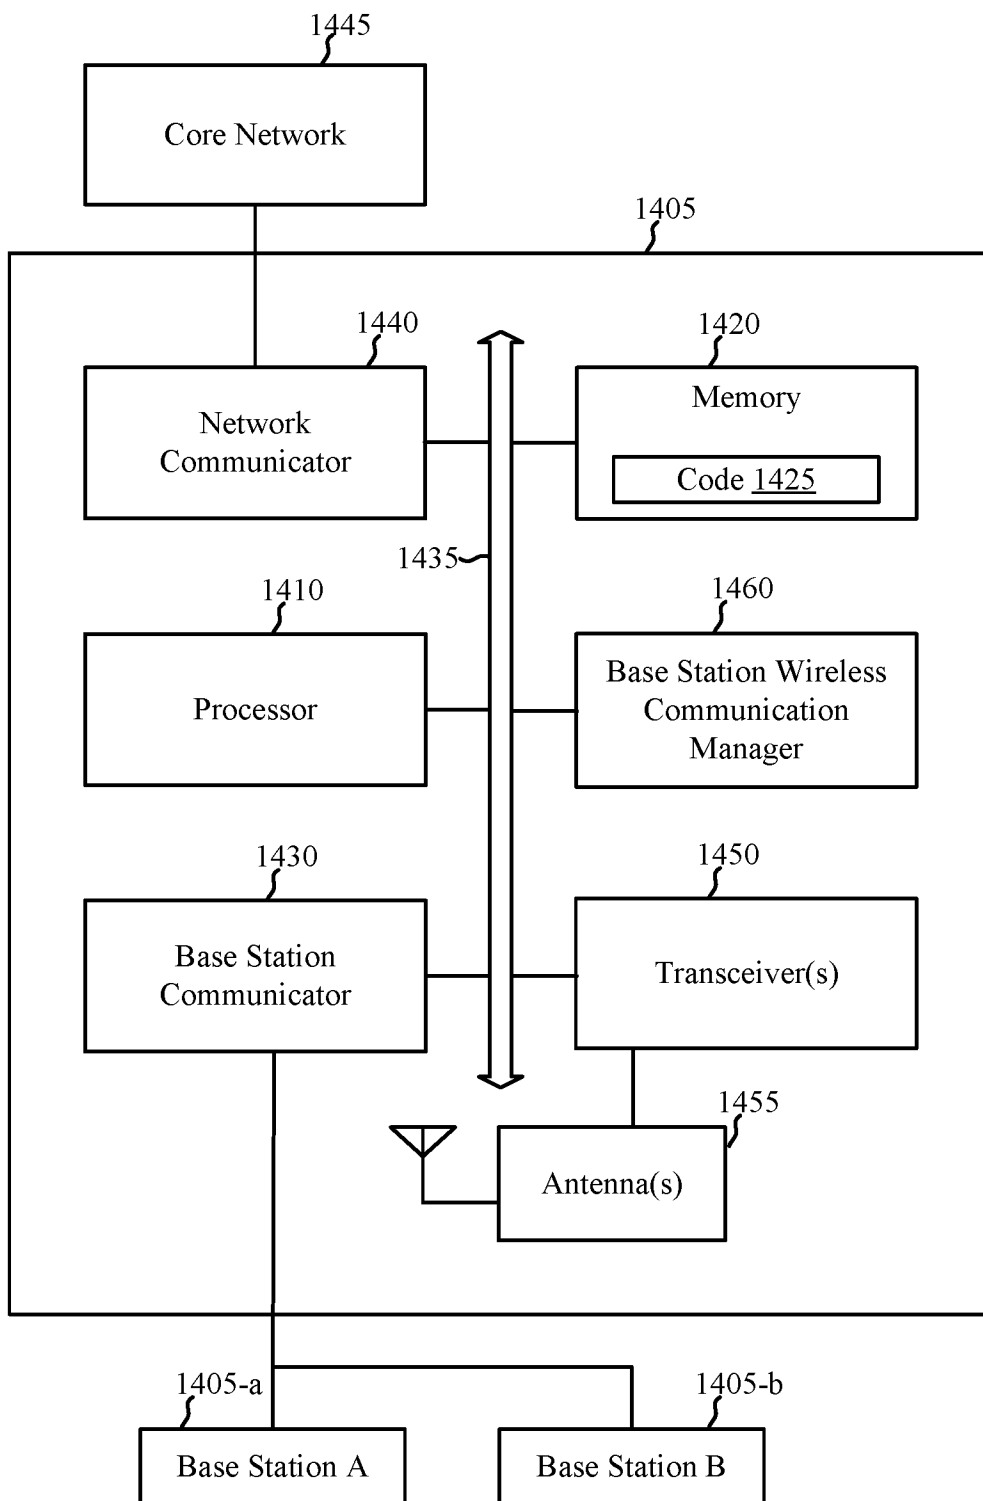 1445
Core Network
1405
1440
1420
Network
Communicator
Memory
Code 1425
1435
1410
1460
Processor
Base Station Wireless
Communication
Manager
1430
1450
Base Station
Communicator
Transceiver(s)
1455
Antenna(s)
1405-a
1405-b
Base Station A
Base Station B